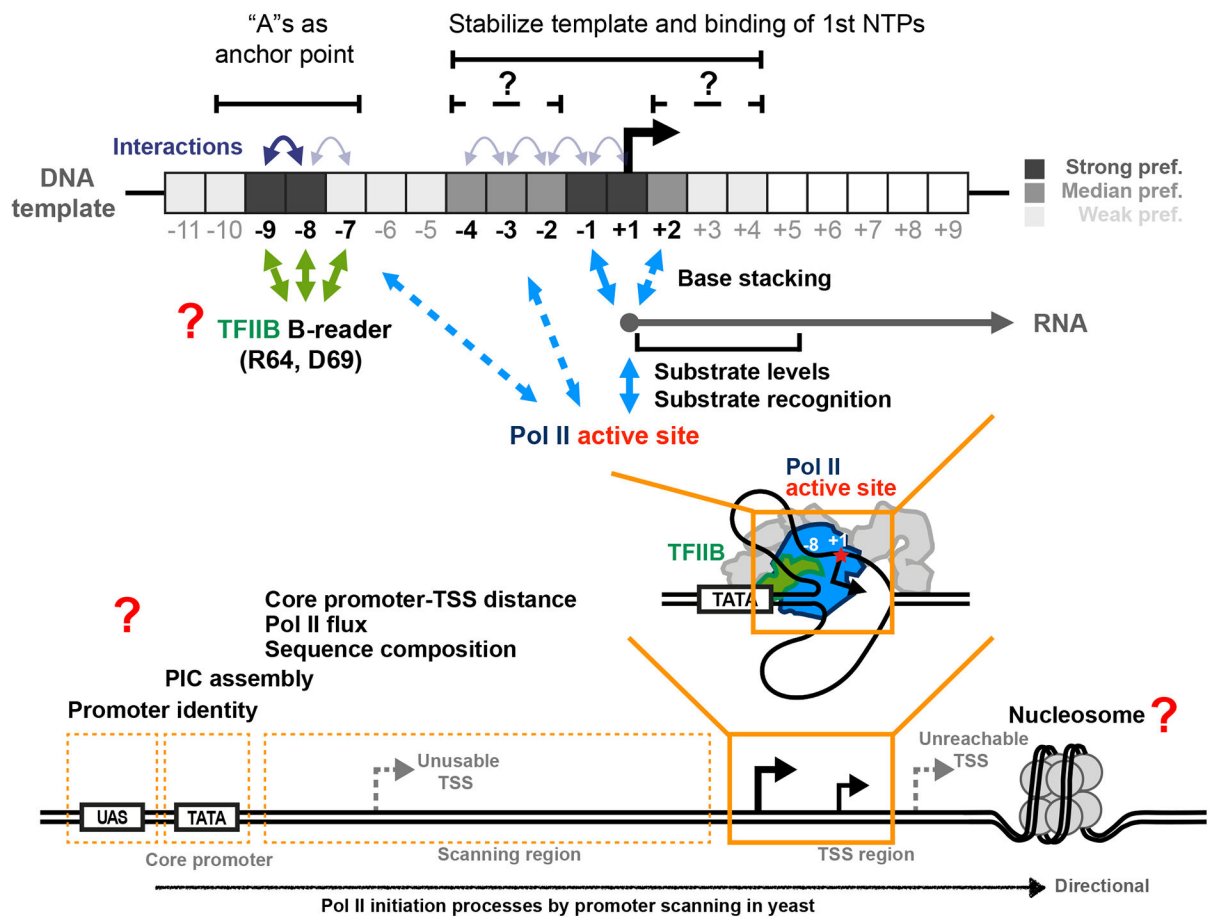 "A"s as
anchor point
Stabilize template and binding of 1st NTPs
?
?
Interactions
DNA
template
Strong pref.
Median pref.
Weak pref.
-11 -10 -9 -8 -7 -6 -5 -4 -3 -2 -1 +1 +2 +3 +4 +5 +6 +7 +8 +9
Base stacking
?
TFIIB B-reader
(R64, D69)
RNA
Substrate levels
Substrate recognition
Pol II active site
Pol II
active site
-8 +1
TFIIB
TATA
?
Core promoter-TSS distance
Pol II flux
Sequence composition
PIC assembly
Promoter identity
Nucleosome ?
Unusable
TSS
Unreachable
TSS
UAS
TATA
Core promoter
Scanning region
TSS region
Directional
Pol II initiation processes by promoter scanning in yeast